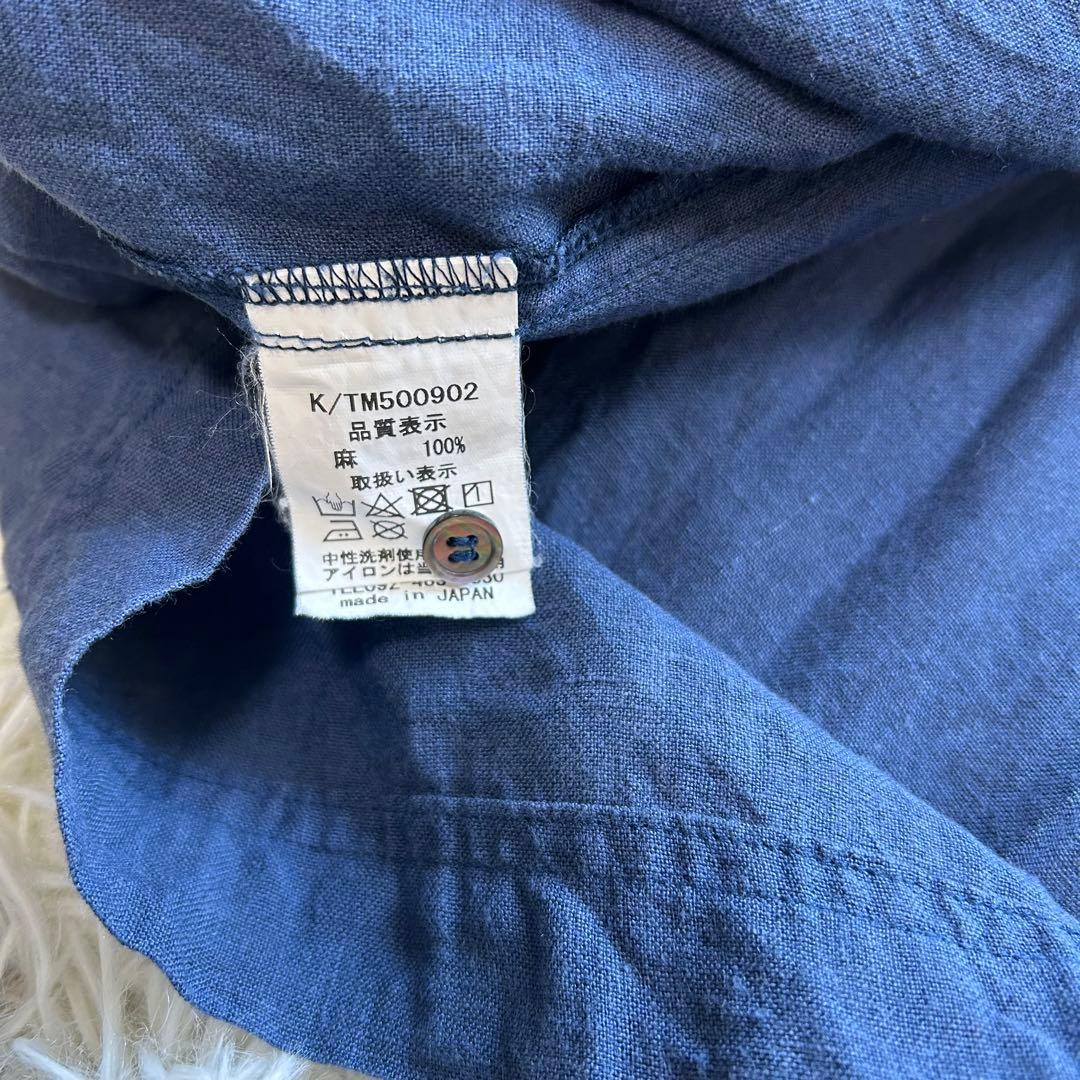 K/TM500902
品質表示
麻 100%
取扱い表示
中性洗剤使
アイロンは当
made in JAPAN